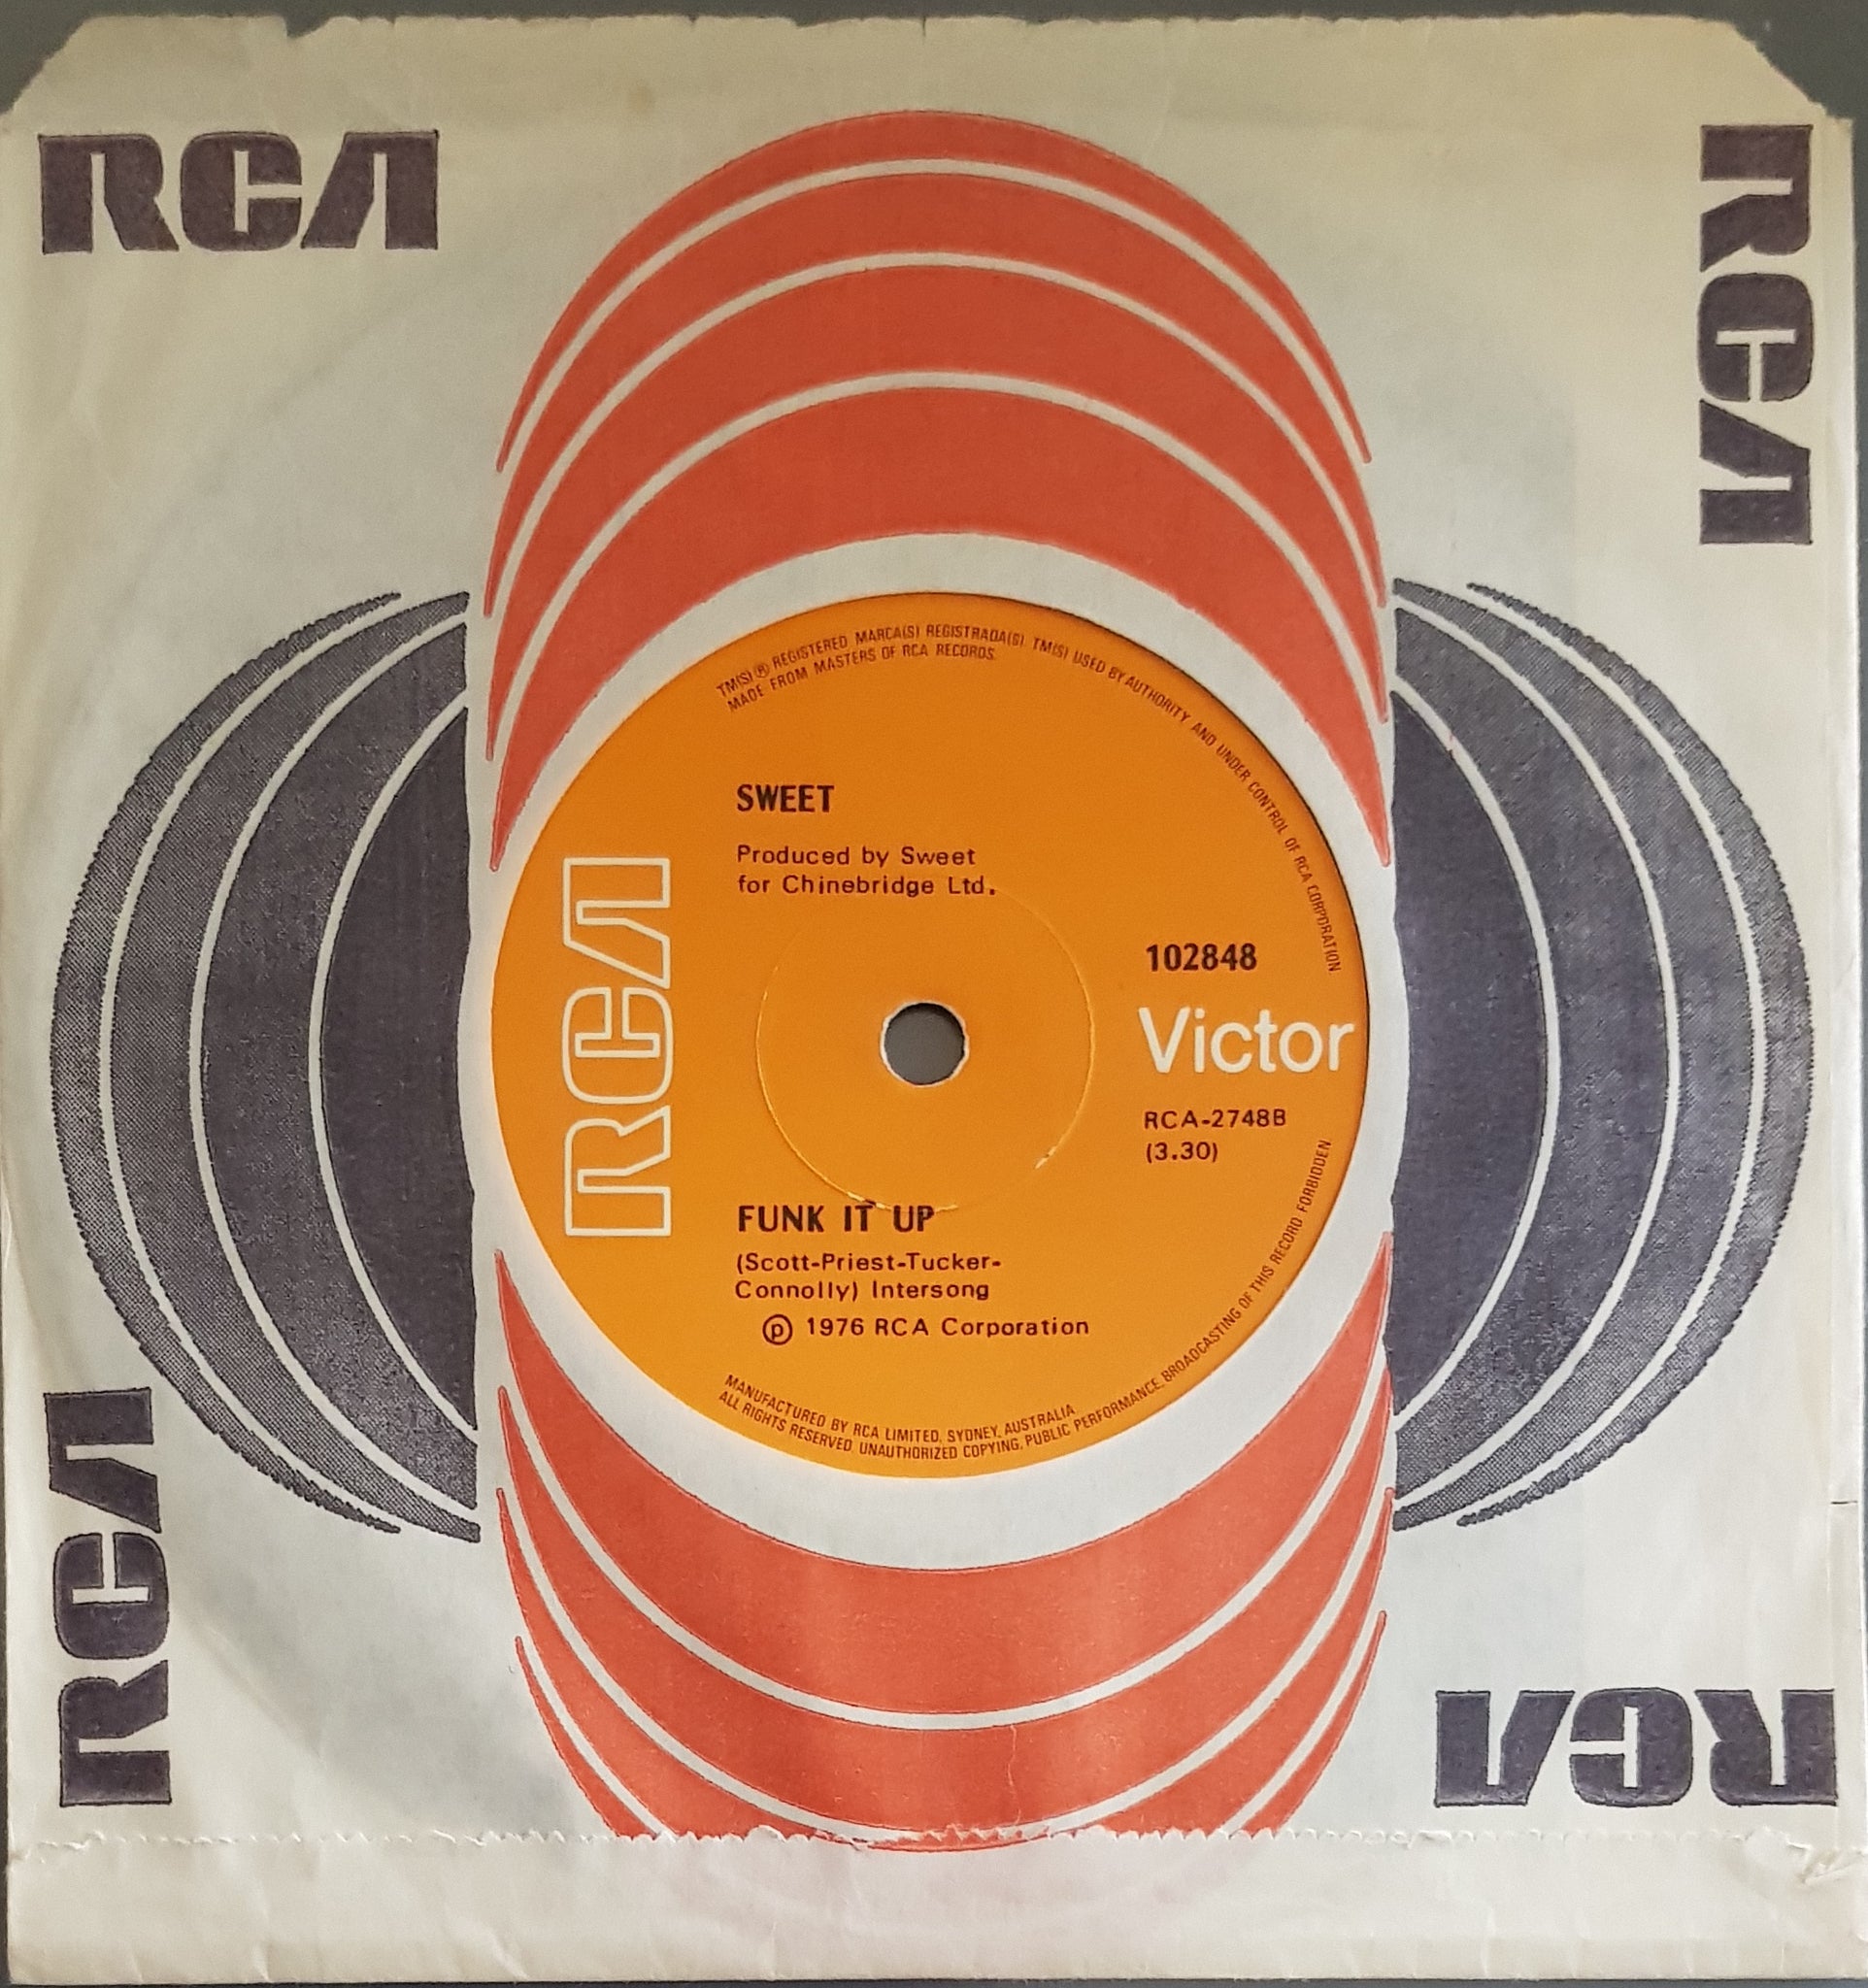 RCA
RCA
TM(S) ® REGISTERED. MARCA(S) REGISTRADA(S). TM(S) USED BY AUTHORITY AND UNDER CONTROL OF RCA CORPORATION
MADE FROM MASTERS OF RCA RECORDS.
SWEET
Produced by Sweet
for Chinebridge Ltd.
RCA
102848
Victor
RCA-2748B
(3.30)
FUNK IT UP
(Scott-Priest-Tucker-
Connolly) Intersong
℗ 1976 RCA Corporation
MANUFACTURED BY RCA LIMITED, SYDNEY, AUSTRALIA
ALL RIGHTS RESERVED. UNAUTHORIZED COPYING, PUBLIC PERFORMANCE, BROADCASTING OF THIS RECORD FORBIDDEN
RCA
RCA